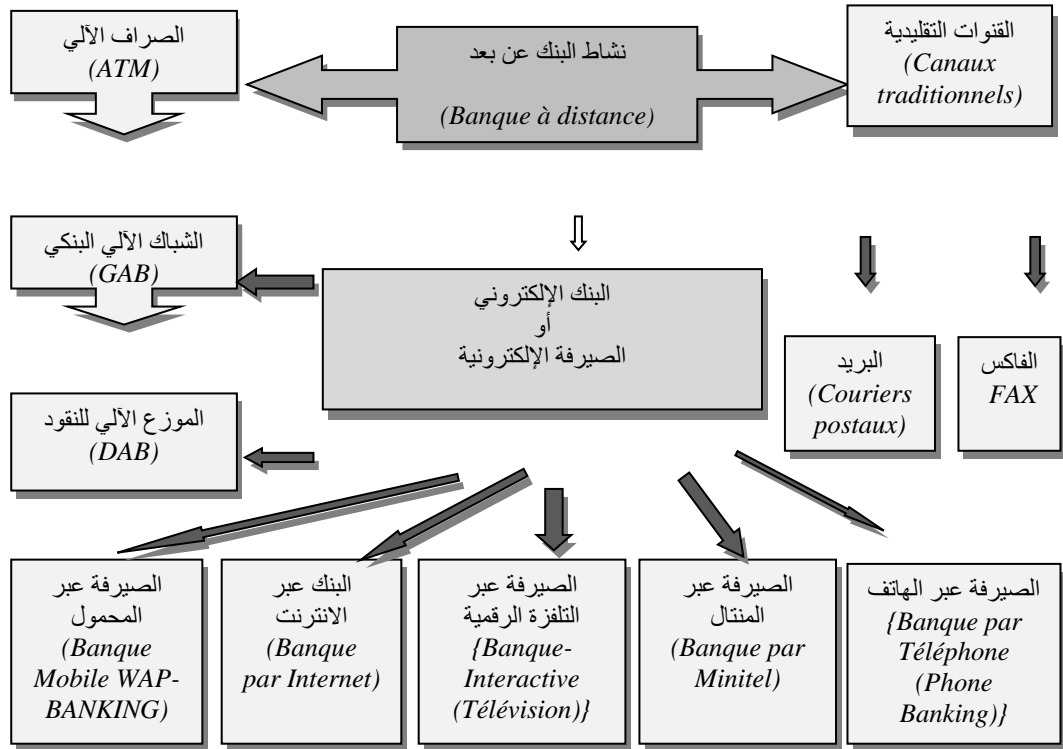 الصراف الآلي
(ATM)
نشاط البنك عن بعد
(Banque à distance)
القنوات التقليدية
(Canaux
traditionnels)
الشباك الآلي البنكي
(GAB)
البنك الإلكتروني
أو
الصيرفة الإلكترونية
البريد
(Couriers
postaux)
الفاكس
FAX
الموزع الآلي للنقود
(DAB)
الصيرفة عبر
المحمول
(Banque
Mobile WAP-
BANKING)
البنك عبر
الانترنت
(Banque
par Internet)
الصيرفة عبر
التلفزة الرقمية
{Banque-
Interactive
(Télévision)}
الصيرفة عبر
المنتال
(Banque par
Minitel)
الصيرفة عبر الهاتف
{Banque par
Téléphone
(Phone
Banking)}